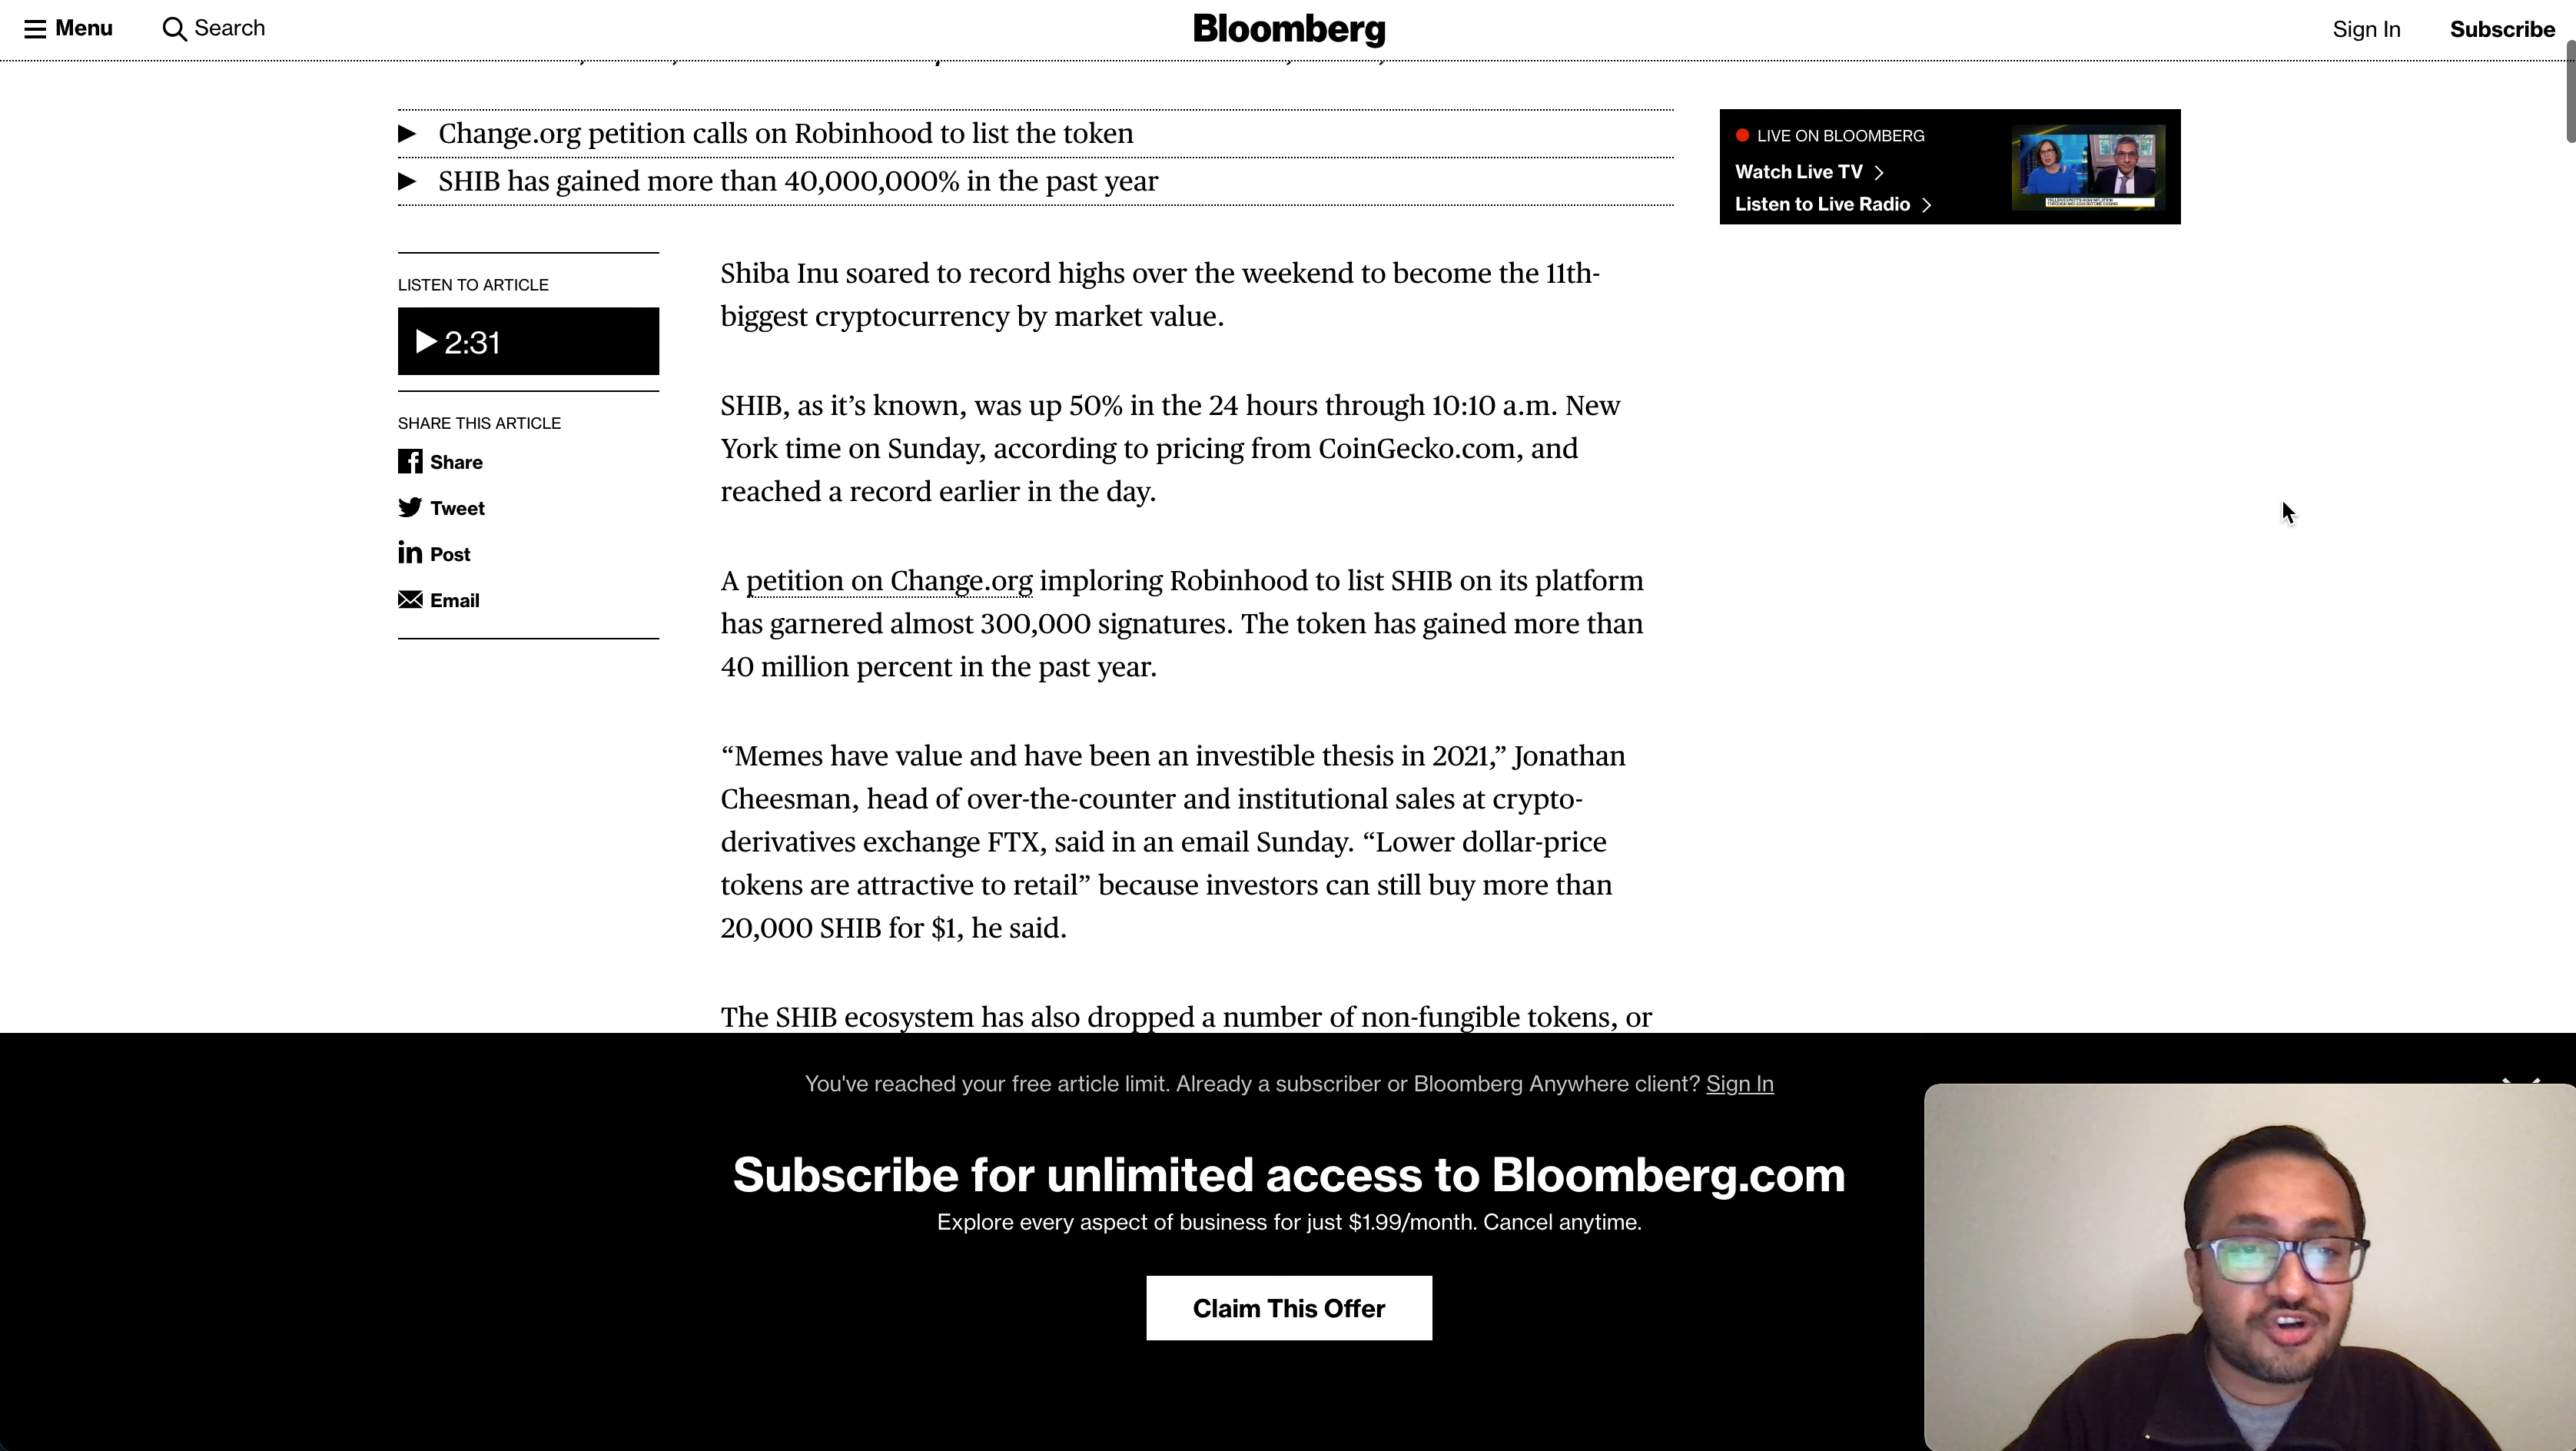 Menu
Search
Bloomberg
Sign In
Subscribe
Change.org petition calls on Robinhood to list the token
SHIB has gained more than 40,000,000% in the past year
LIVE ON BLOOMBERG
Watch Live TV
Listen to Live Radio
LISTEN TO ARTICLE
2:31
SHARE THIS ARTICLE
Share
Tweet
Post
Email
Shiba Inu soared to record highs over the weekend to become the 11th-
biggest cryptocurrency by market value.
SHIB, as it’s known, was up 50% in the 24 hours through 10:10 a.m. New
York time on Sunday, according to pricing from CoinGecko.com, and
reached a record earlier in the day.
A petition on Change.org imploring Robinhood to list SHIB on its platform
has garnered almost 300,000 signatures. The token has gained more than
40 million percent in the past year.
“Memes have value and have been an investible thesis in 2021,” Jonathan
Cheesman, head of over-the-counter and institutional sales at crypto-
derivatives exchange FTX, said in an email Sunday. “Lower dollar-price
tokens are attractive to retail” because investors can still buy more than
20,000 SHIB for $1, he said.
The SHIB ecosystem has also dropped a number of non-fungible tokens, or
You've reached your free article limit. Already a subscriber or Bloomberg Anywhere client? Sign In
Subscribe for unlimited access to Bloomberg.com
Explore every aspect of business for just $1.99/month. Cancel anytime.
Claim This Offer